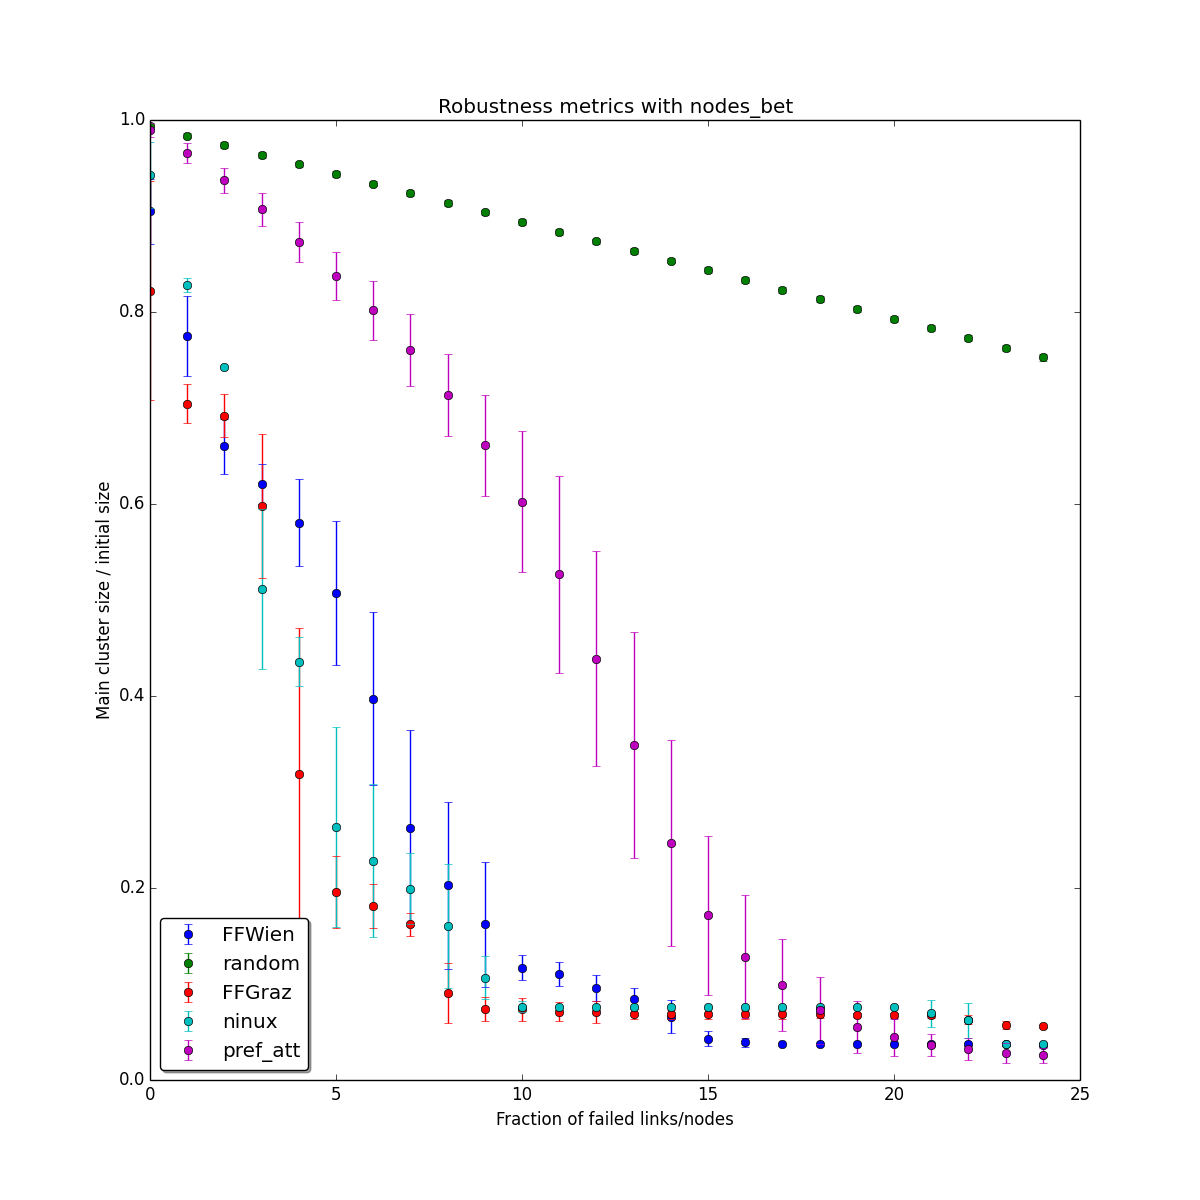 Robustness metrics with nodes_bet
1.0
0.8
0.6
0.4
0.2
0.0
Main cluster size / initial size
FFWien
random
FFGraz
ninux
pref_att
0 5 10 15 20 25
Fraction of failed links/nodes